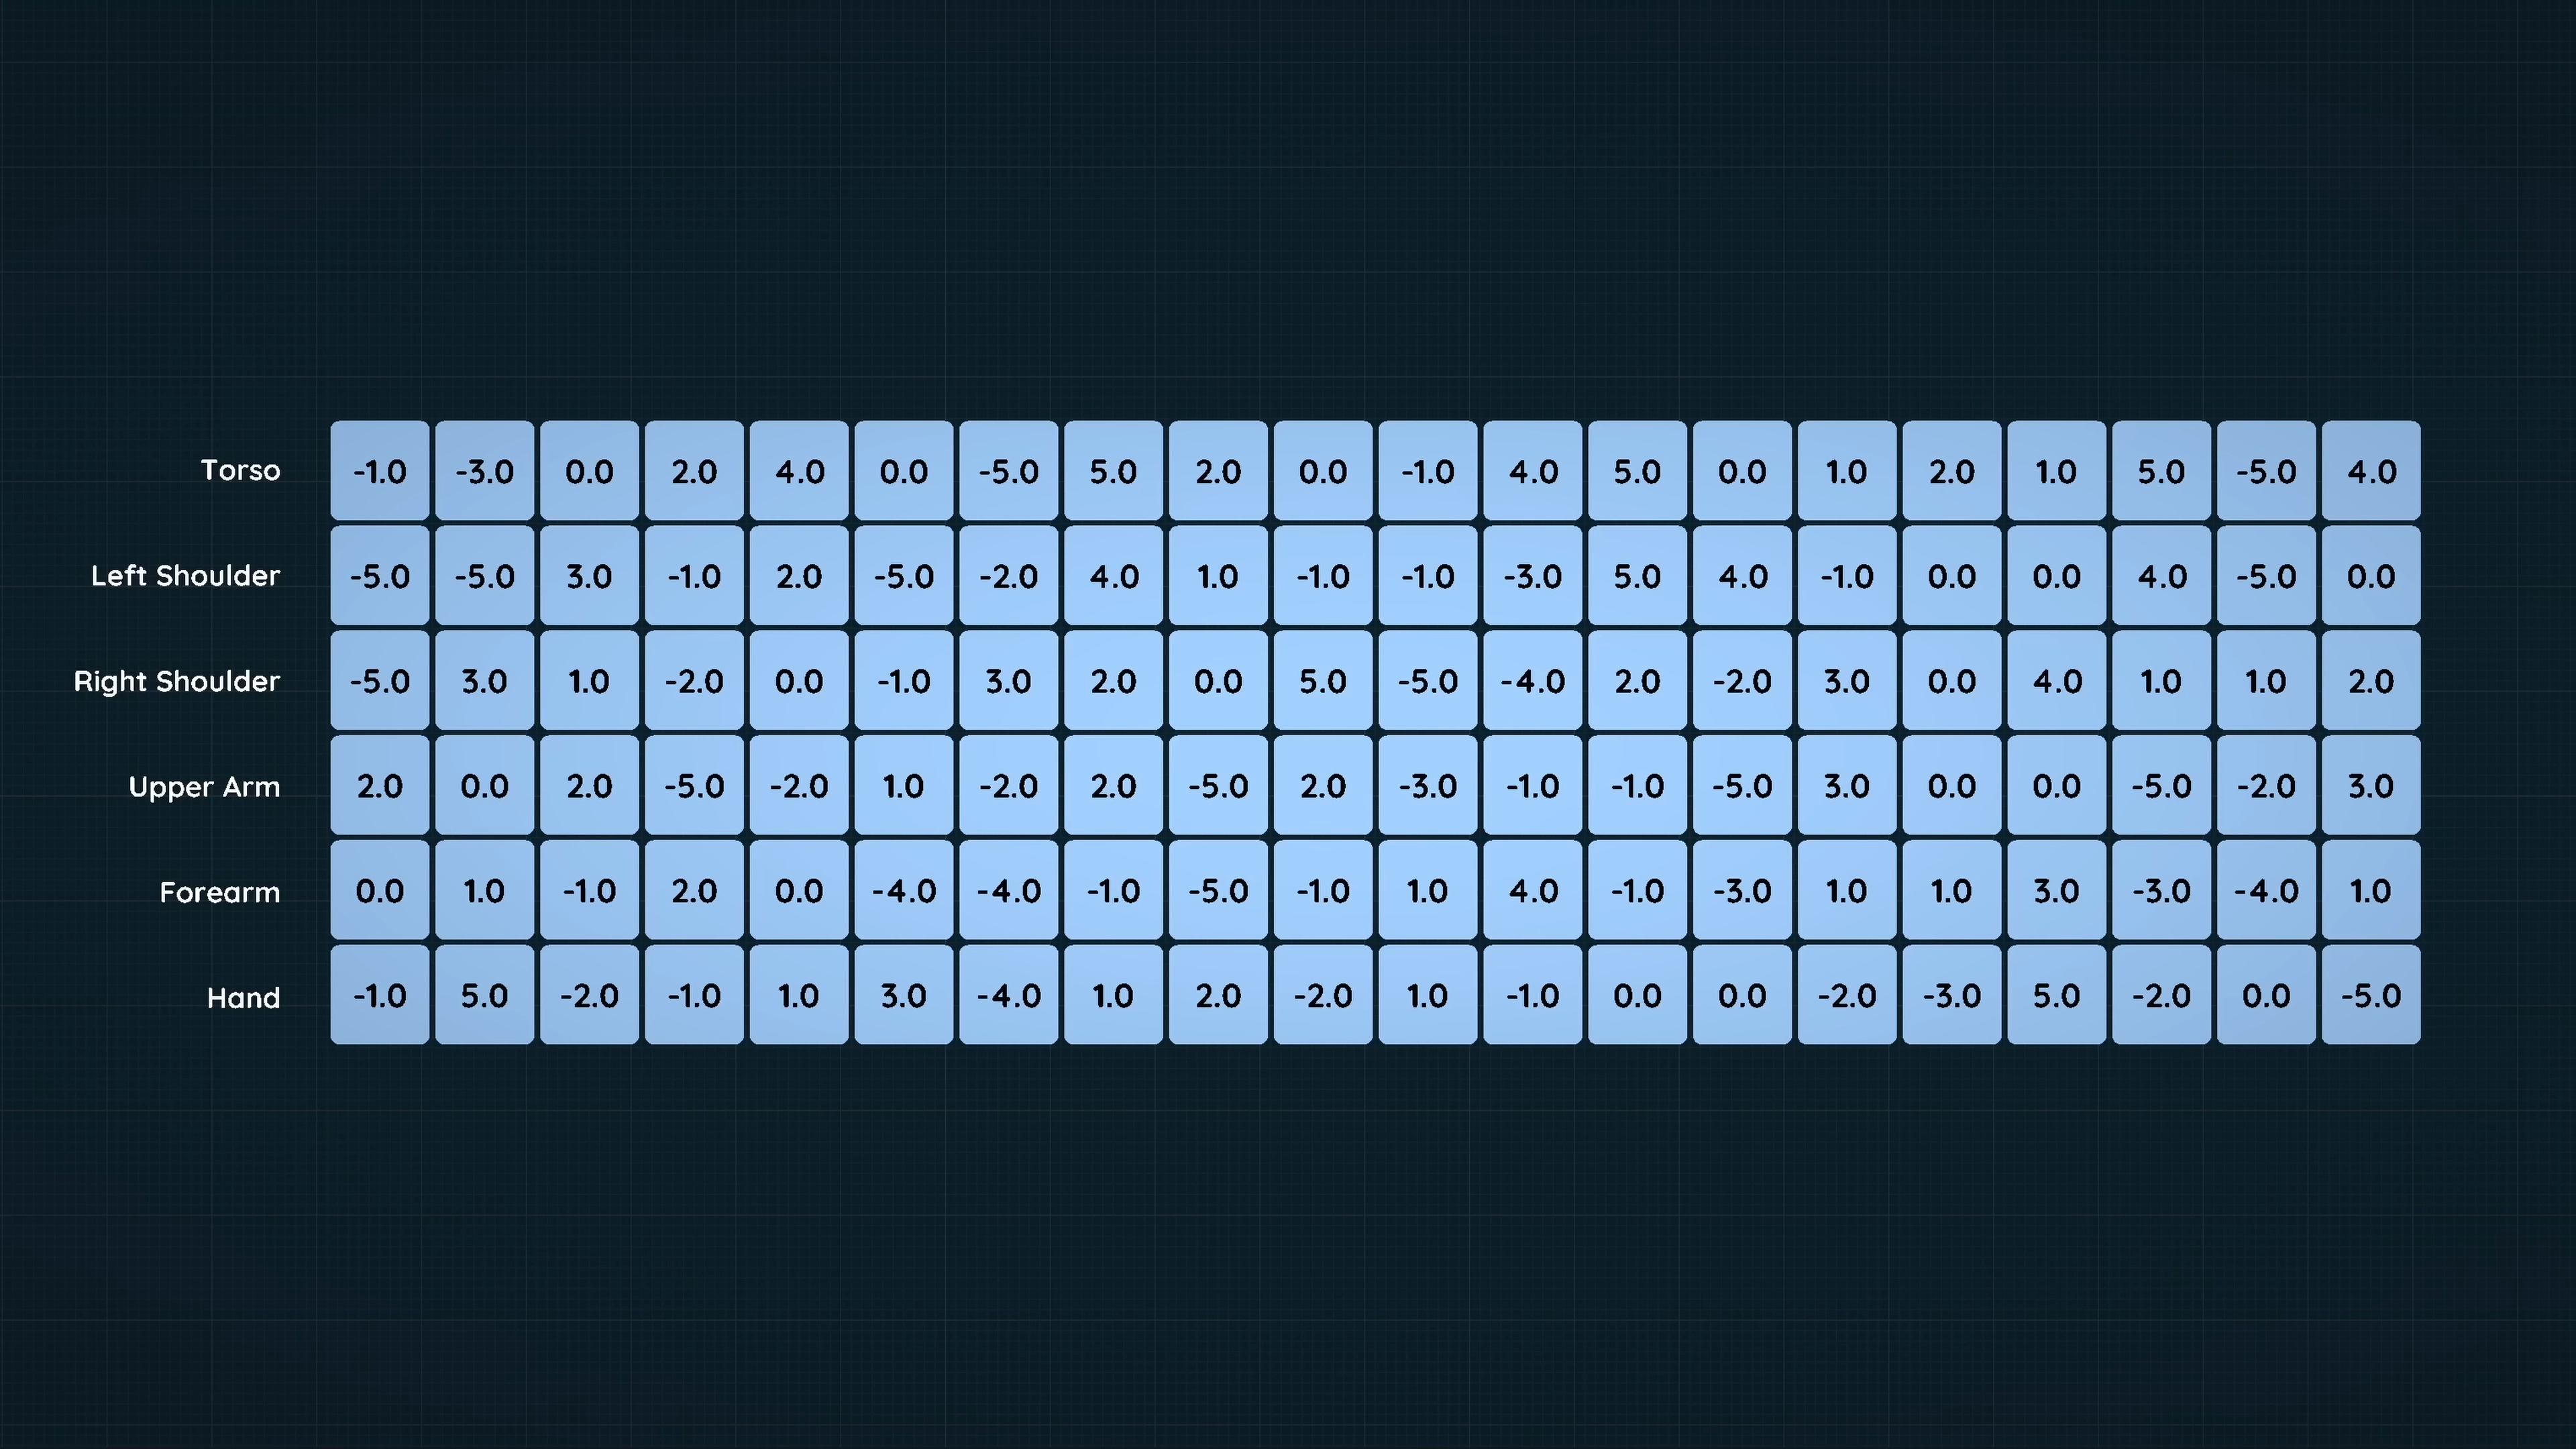 Torso -1.0 -3.0 0.0 2.0 4.0 0.0 -5.0 5.0 2.0 0.0 -1.0 4.0 5.0 0.0 1.0 2.0 1.0 5.0 -5.0 4.0
Left Shoulder -5.0 -5.0 3.0 -1.0 2.0 -5.0 -2.0 4.0 1.0 -1.0 -1.0 -3.0 5.0 4.0 -1.0 0.0 0.0 4.0 -5.0 0.0
Right Shoulder -5.0 3.0 1.0 -2.0 0.0 -1.0 3.0 2.0 0.0 5.0 -5.0 -4.0 2.0 -2.0 3.0 0.0 4.0 1.0 1.0 2.0
Upper Arm 2.0 0.0 2.0 -5.0 -2.0 1.0 -2.0 2.0 -5.0 2.0 -3.0 -1.0 -1.0 -5.0 3.0 0.0 0.0 -5.0 -2.0 3.0
Forearm 0.0 1.0 -1.0 2.0 0.0 -4.0 -4.0 -1.0 -5.0 -1.0 1.0 4.0 -1.0 -3.0 1.0 1.0 3.0 -3.0 -4.0 1.0
Hand -1.0 5.0 -2.0 -1.0 1.0 3.0 -4.0 1.0 2.0 -2.0 1.0 -1.0 0.0 0.0 -2.0 -3.0 5.0 -2.0 0.0 -5.0